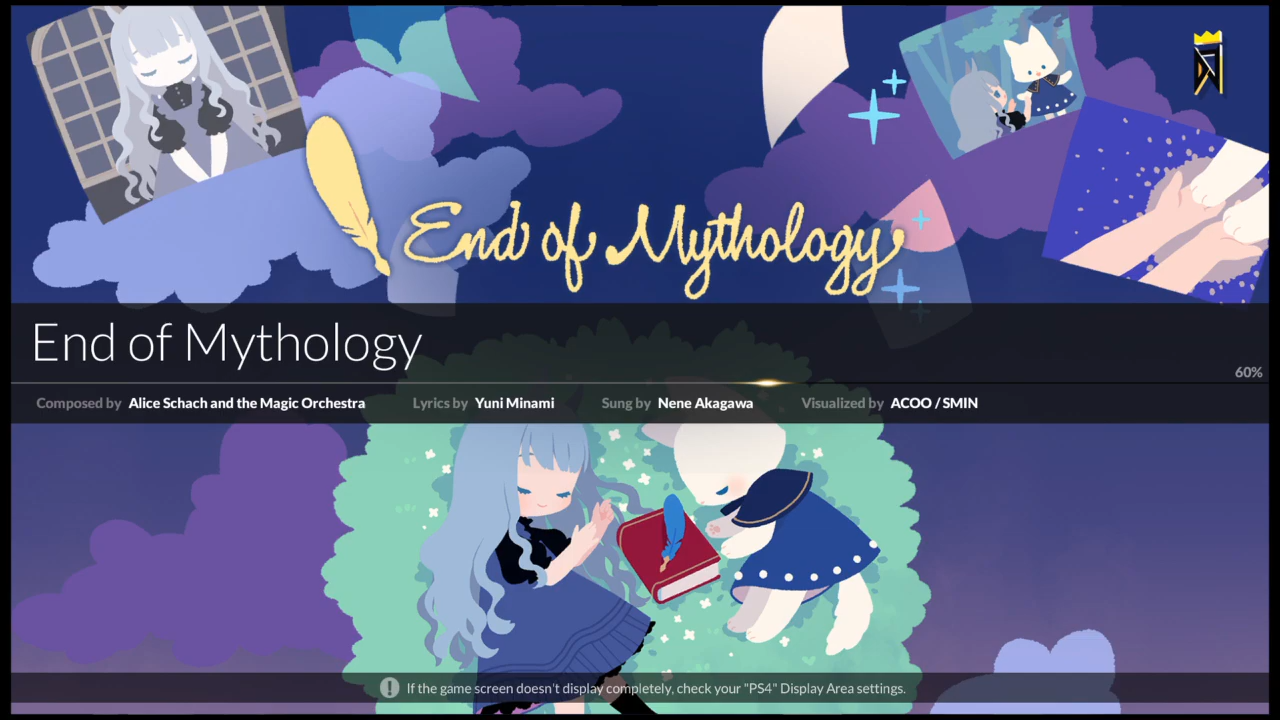 End of Mythology
End of Mythology
60%
Composed by Alice Schach and the Magic Orchestra Lyrics by Yuni Minami Sung by Nene Akagawa Visualized by ACOO / SMIN
If the game screen doesn't display completely, check your "PS4" Display Area settings.